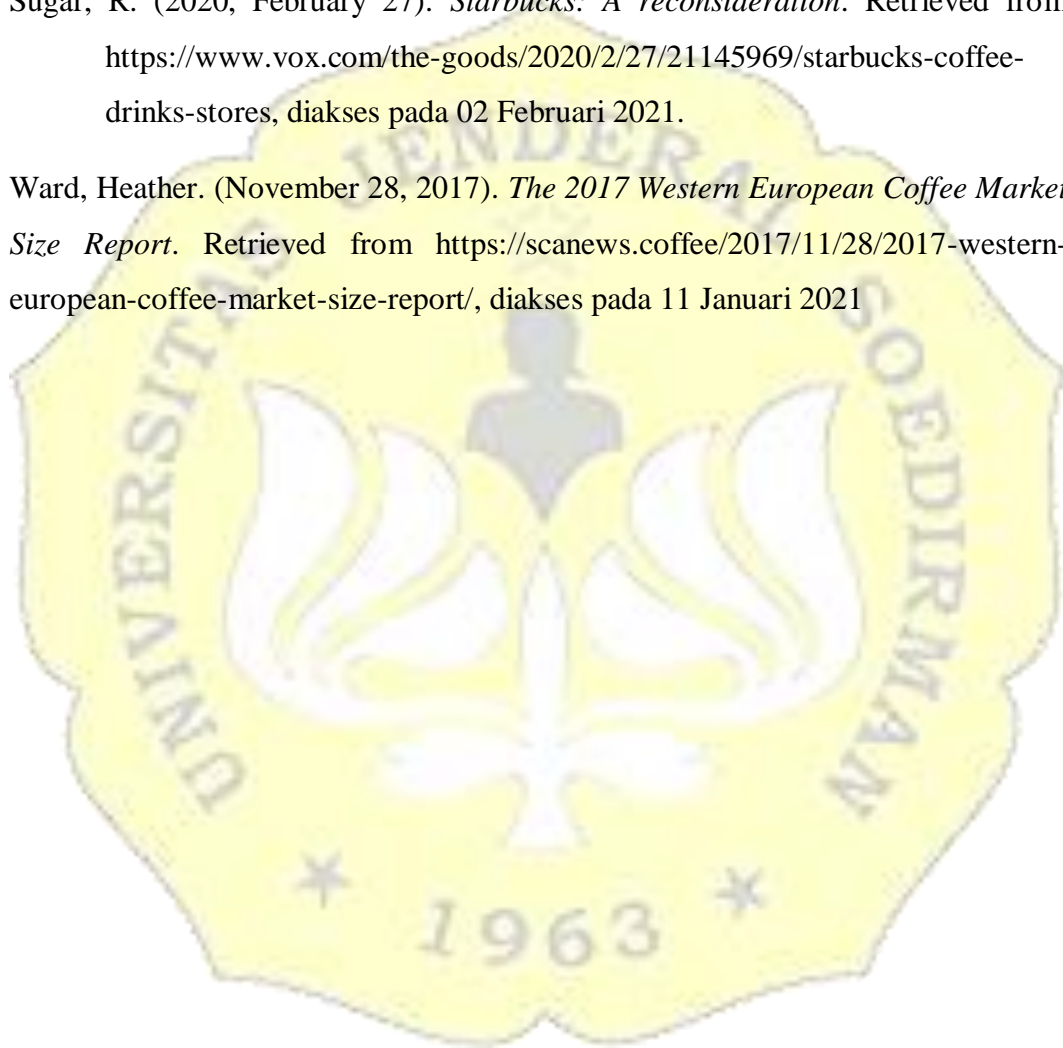 Sugar, R. (2020, February 27). Starbucks: A reconsideration. Retrieved from
https://www.vox.com/the-goods/2020/2/27/21145969/starbucks-coffee-
drinks-stores, diakses pada 02 Februari 2021.
Ward, Heather. (November 28, 2017). The 2017 Western European Coffee Market
Size Report. Retrieved from https://scanews.coffee/2017/11/28/2017-western-
european-coffee-market-size-report/, diakses pada 11 Januari 2021
UNIVERSITAS JENDERAL SOEDIRMAN
1963